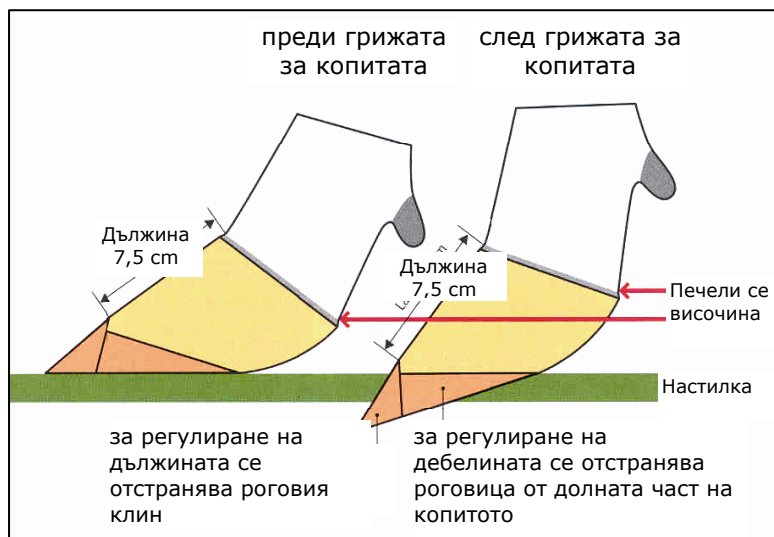 преди грижата
за копитата
след грижата за
копитата
Дължина
7,5 cm
Дължина
7,5 cm
Печели се
височина
Настилка
за регулиране на
дължината се
отстранява роговия
клин
за регулиране на
дебелината се отстранява
роговица от долната част на
копитото